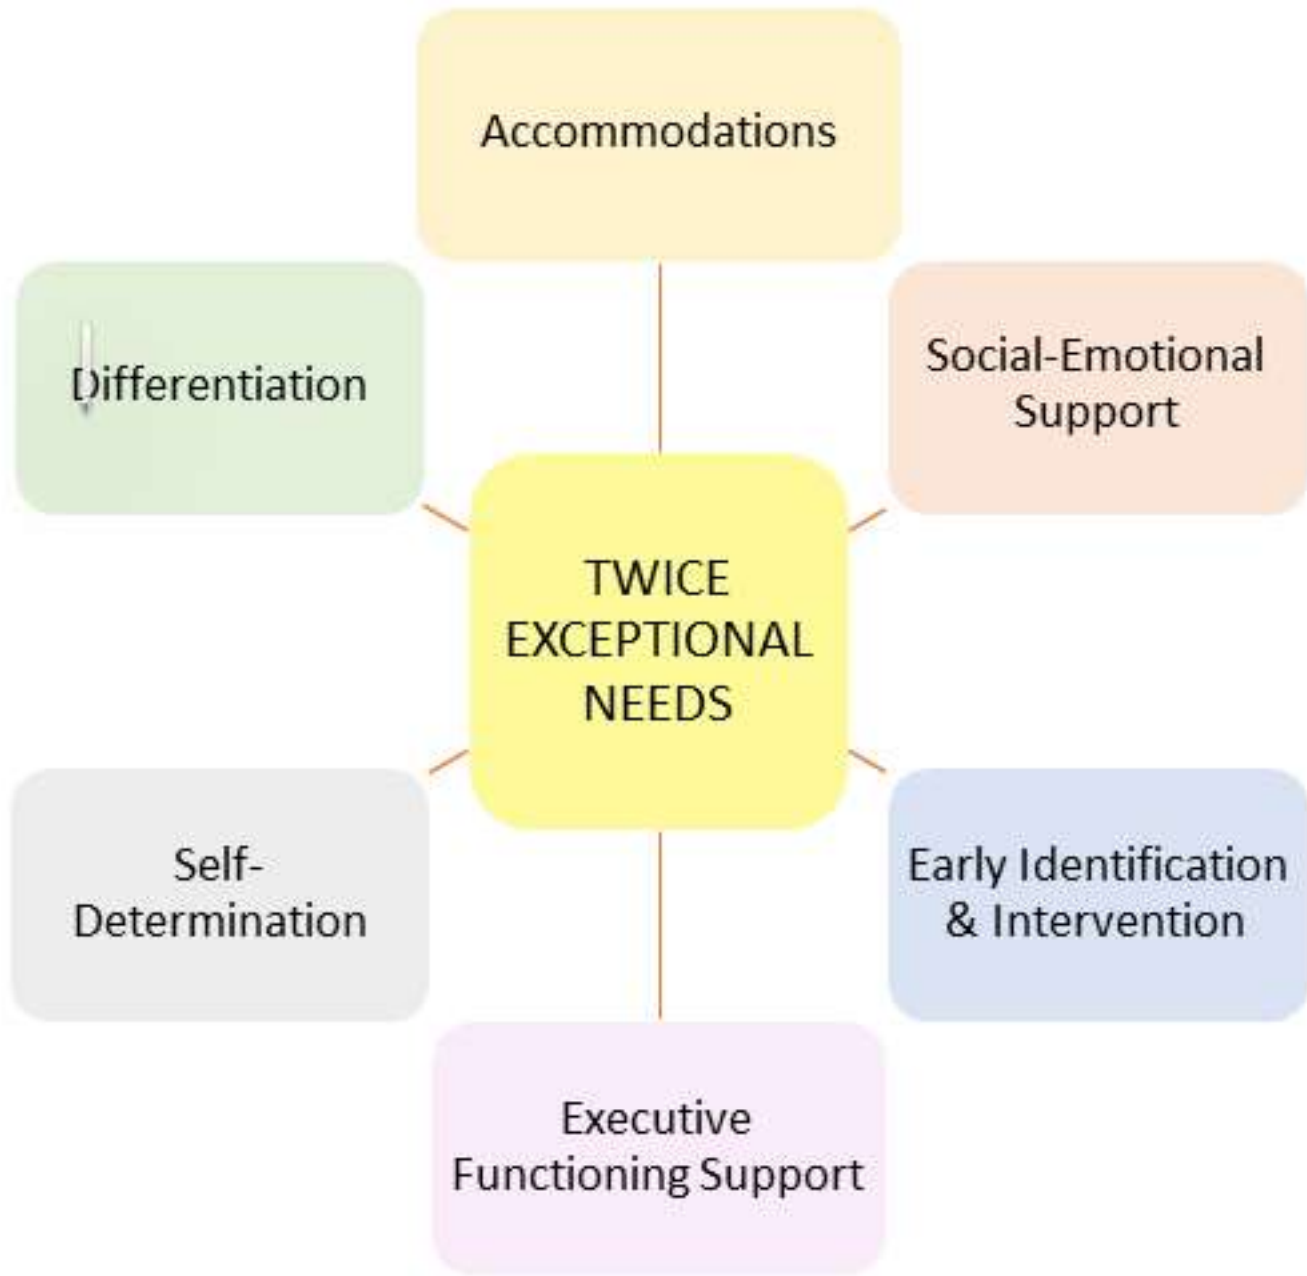 Accommodations
Differentiation
Social-Emotional
Support
TWICE
EXCEPTIONAL
NEEDS
Self-
Determination
Early Identification
& Intervention
Executive
Functioning Support